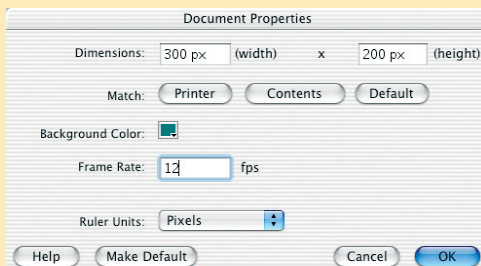 Document Properties
Dimensions: 300 px (width) x 200 px (height)
Match: Printer Contents Default
Background Color:
Frame Rate: 12 fps
Ruler Units: Pixels
Help Make Default Cancel OK